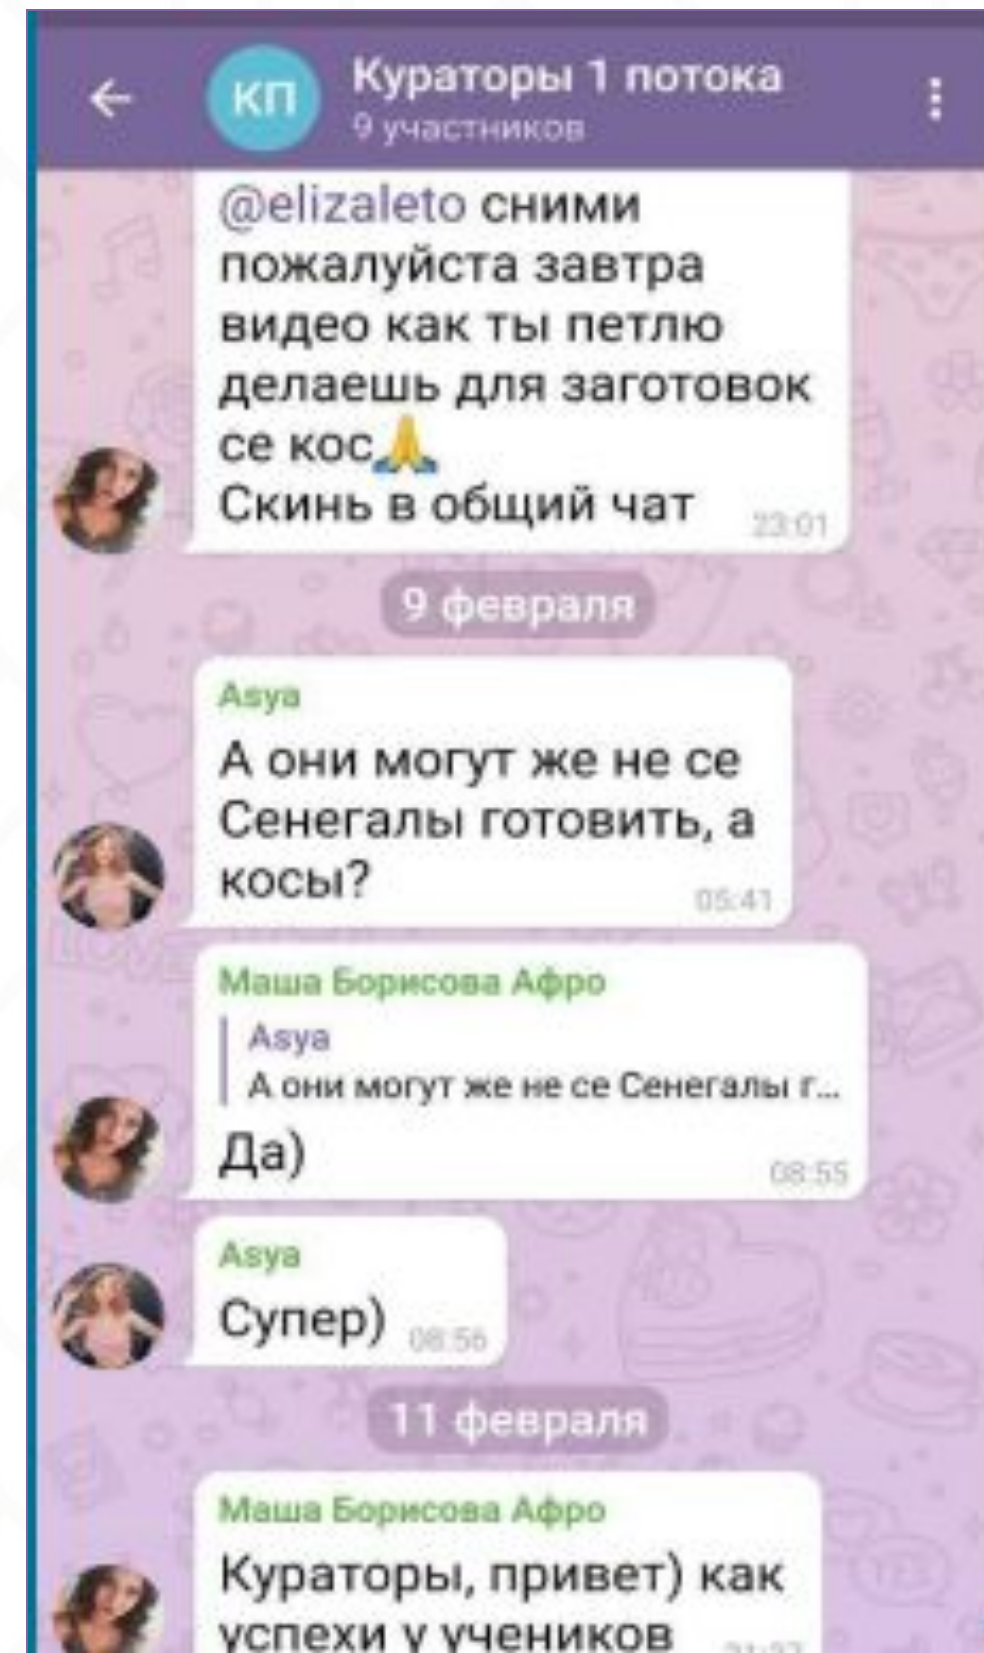 КП
Кураторы 1 потока
9 участников
@elizaleto сними
пожалуйста завтра
видео как ты петлю
делаешь для заготовок
се кос🙏
Скинь в общий чат 23:01
9 февраля
Asya
А они могут же не се
Сенегалы готовить, а
косы? 05:41
Маша Борисова Афро
Asya
А они могут же не се Сенегалы г...
Да) 08:55
Asya
Супер) 08:56
11 февраля
Маша Борисова Афро
Кураторы, привет) как
успехи у учеников